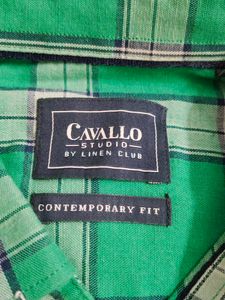 CAVALLO
STUDIO
BY LINEN CLUB
CONTEMPORARY FIT